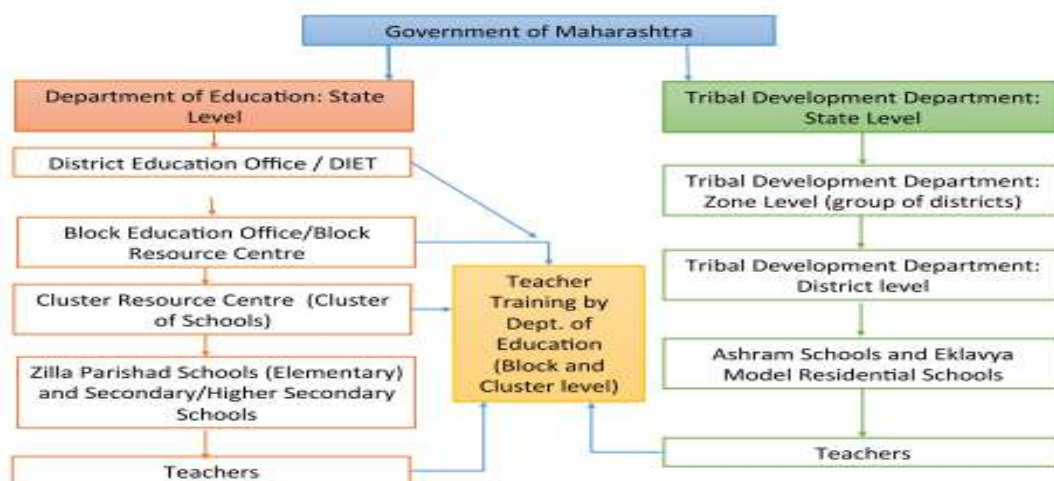 Government of Maharashtra
Department of Education: State
Level
District Education Office / DIET
Block Education Office/Block
Resource Centre
Cluster Resource Centre (Cluster
of Schools)
Zilla Parishad Schools (Elementary)
and Secondary/Higher Secondary
Schools
Teachers
Teacher
Training by
Dept. of
Education
(Block and
Cluster level)
Tribal Development Department:
State Level
Tribal Development Department:
Zone Level (group of districts)
Tribal Development Department:
District level
Ashram Schools and Eklavya
Model Residential Schools
Teachers